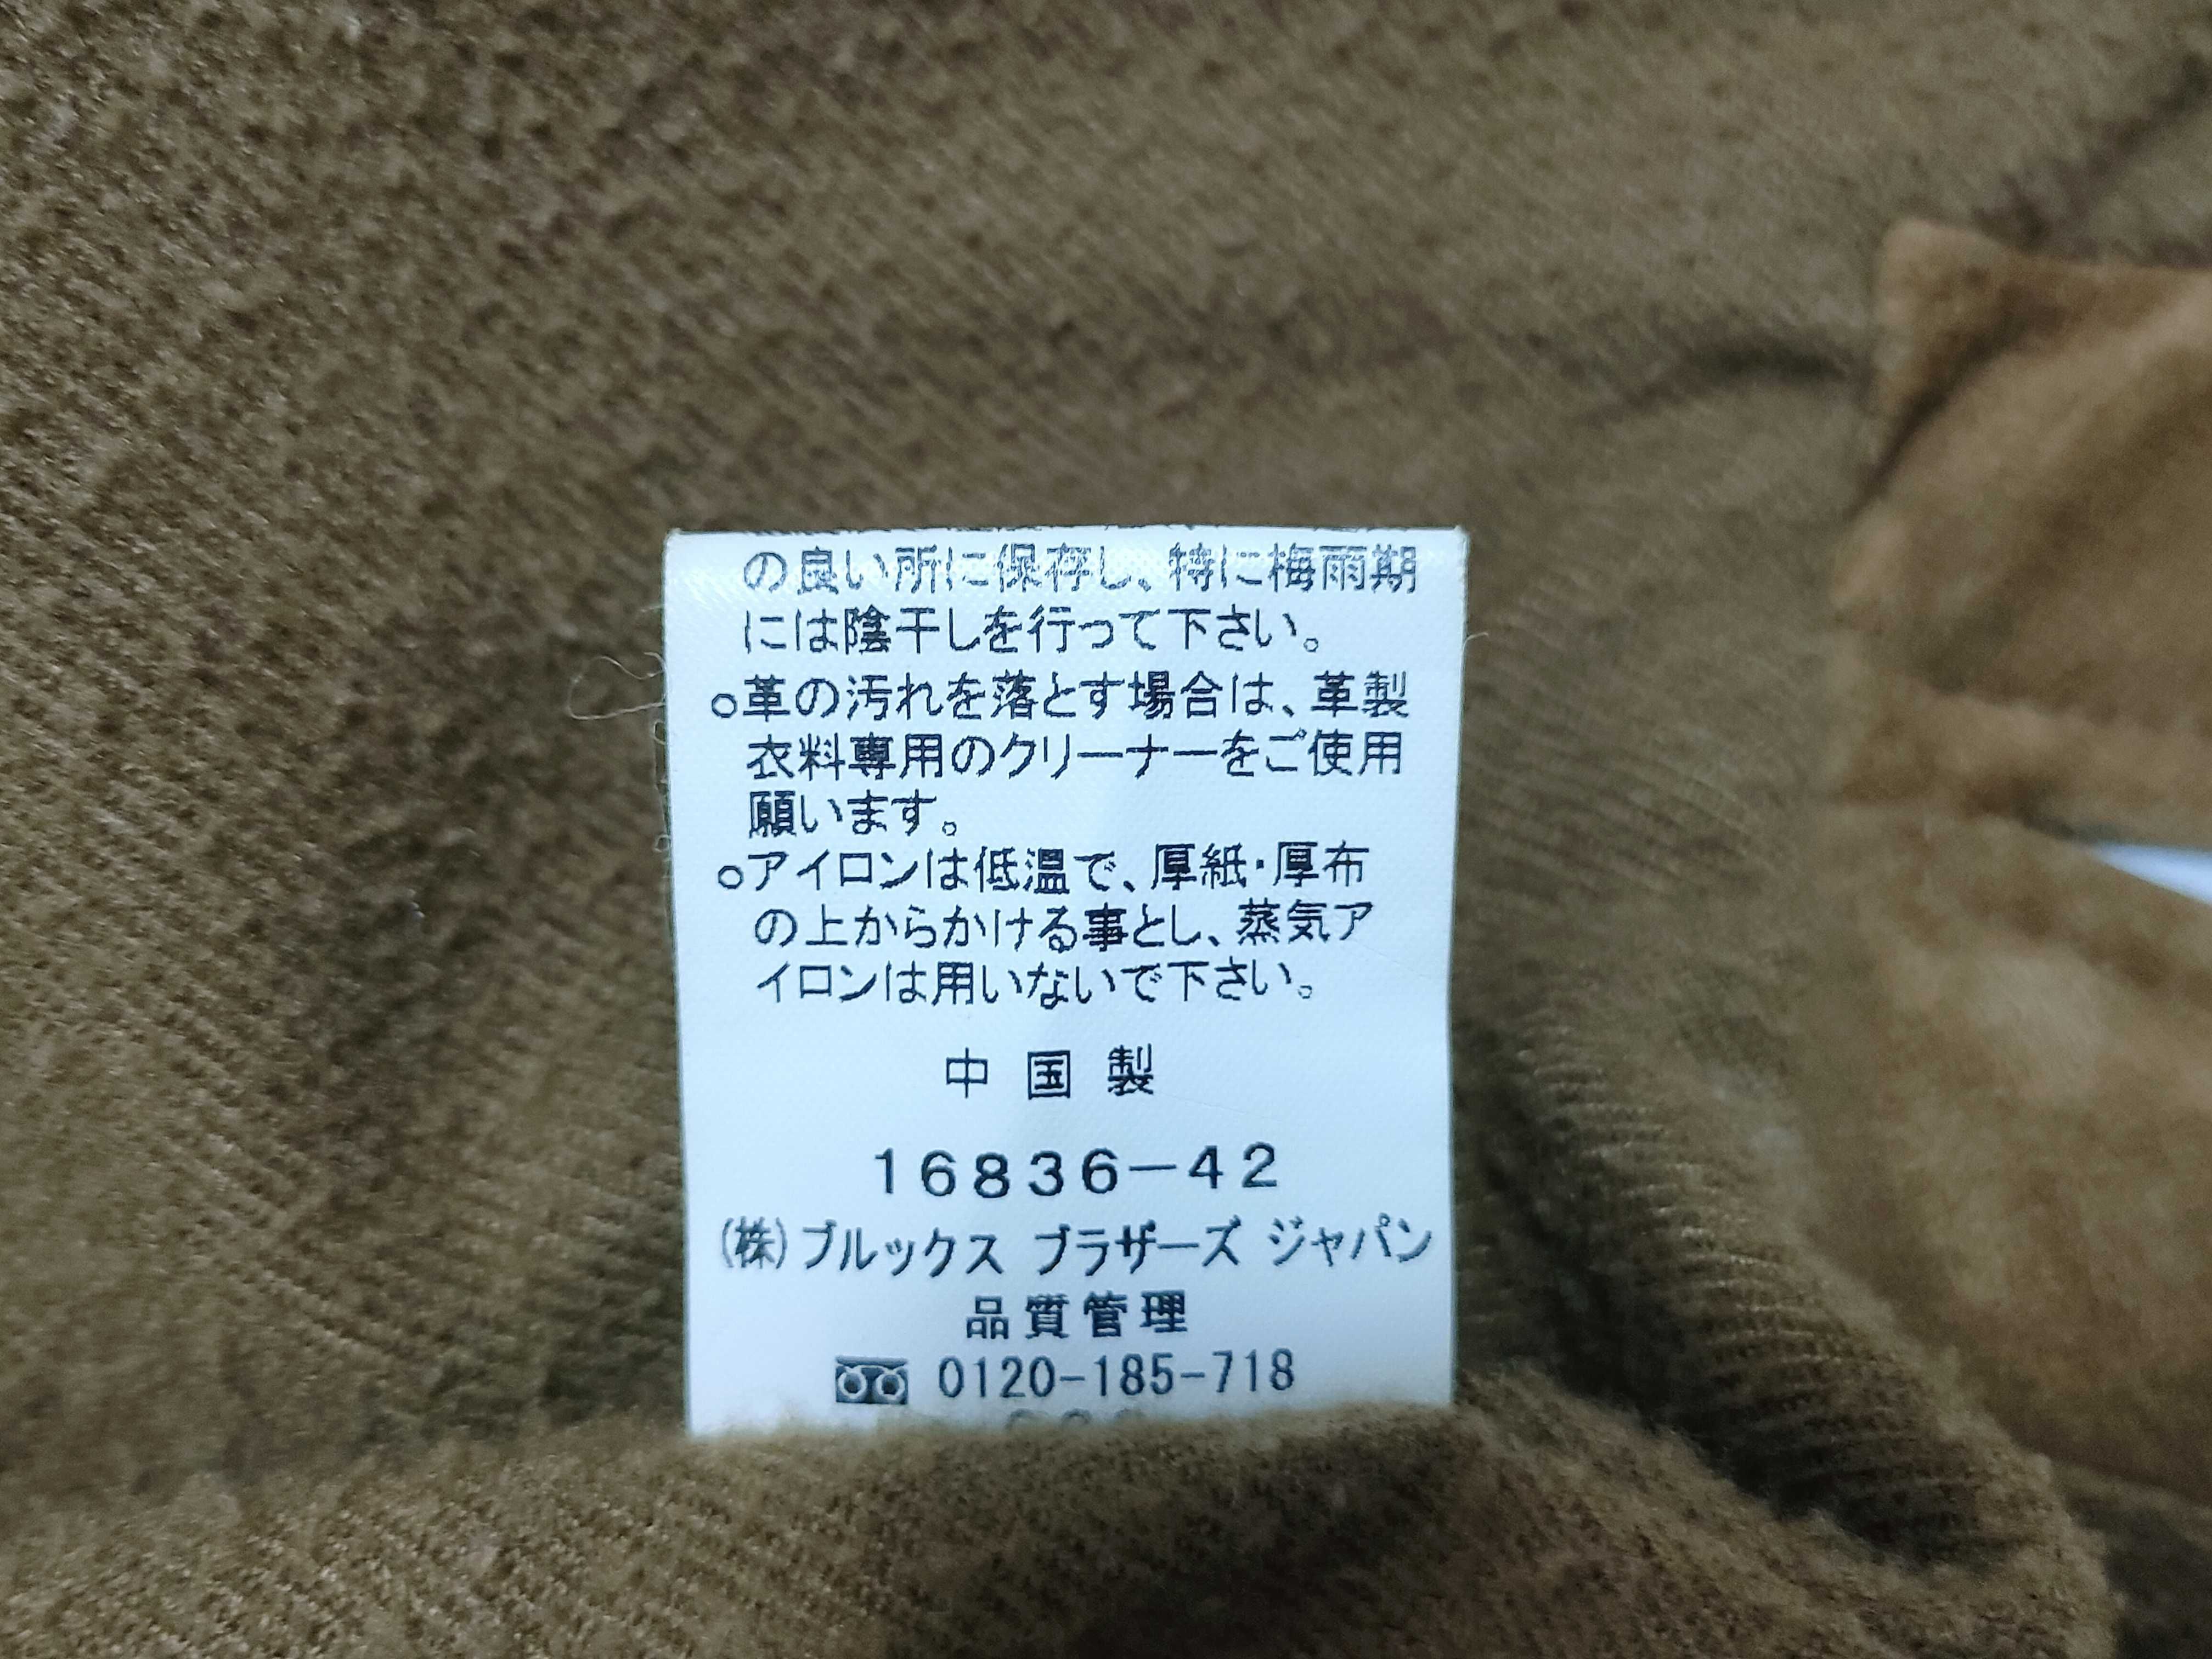 の良い所に保存し、特に梅雨期
には陰干しを行って下さい。
○革の汚れを落とす場合は、革製
衣料専用のクリーナーをご使用
願います。
○アイロンは低温で、厚紙・厚布
の上からかける事とし、蒸気ア
イロンは用いないで下さい。
中国製
16836-42
(株)ブルックス ブラザーズ ジャパン
品質管理
0120-185-718